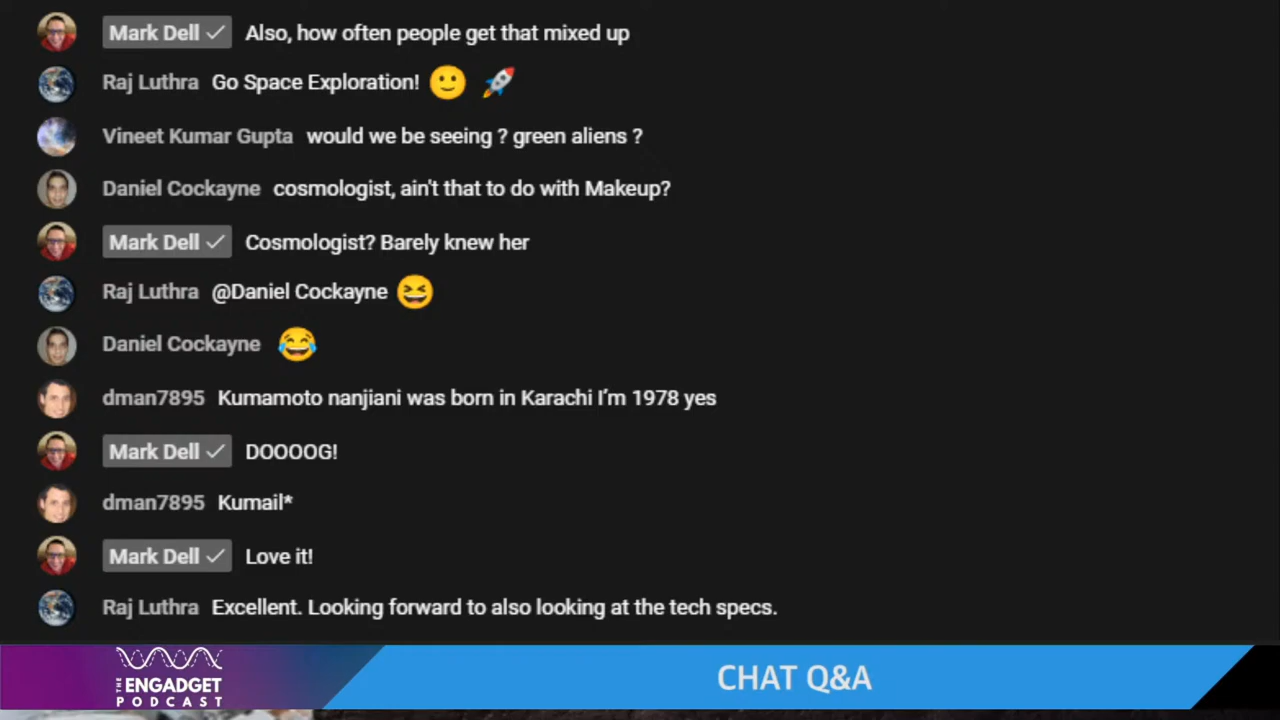 Mark Dell ✓ Also, how often people get that mixed up
Raj Luthra Go Space Exploration! 🙂 🚀
Vineet Kumar Gupta would we be seeing ? green aliens ?
Daniel Cockayne cosmologist, ain't that to do with Makeup?
Mark Dell ✓ Cosmologist? Barely knew her
Raj Luthra @Daniel Cockayne 😆
Daniel Cockayne 😂
dman7895 Kumamoto nanjiani was born in Karachi I’m 1978 yes
Mark Dell ✓ DOOOOG!
dman7895 Kumail*
Mark Dell ✓ Love it!
Raj Luthra Excellent. Looking forward to also looking at the tech specs.
THE ENGADGET
PODCAST
CHAT Q&A